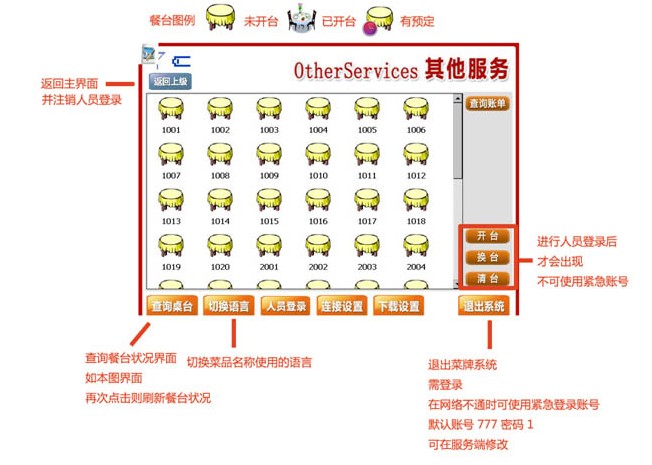 餐台图例
未开台
已开台
有预定
返回主界面
并注销人员登录
返回上级
OtherServices 其他服务
查询账单
1001 1002 1003 1004 1005 1006
1007 1008 1009 1010 1011 1012
1013 1014 1015 1016 1017 1018
1019 1020 2001 2002 2003 2004
开 台
换 台
清 台
进行人员登录后
才会出现
不可使用紧急账号
查询桌台 切换语言 人员登录 连接设置 下载设置 退出系统
查询餐台状况界面
如本图界面
再次点击则刷新餐台状况
切换菜品名称使用的语言
退出菜牌系统
需登录
在网络不通时可使用紧急登录账号
默认账号 777 密码 1
可在服务端修改